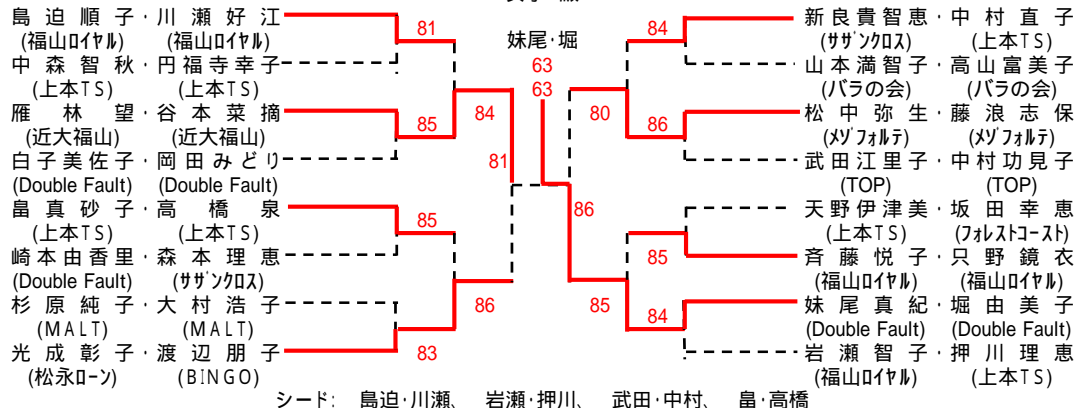 島迫順子・川瀬好江
(福山ロイヤル) (福山ロイヤル)
中森智秋・円福寺幸子
(上本TS) (上本TS)
雁林望・谷本菜摘
(近大福山) (近大福山)
白子美佐子・岡田みどり
(Double Fault) (Double Fault)
畠真砂子・高橋泉
(上本TS) (上本TS)
崎本由香里・森本理恵
(Double Fault) (サザンクロス)
杉原純子・大村浩子
(MALT) (MALT)
光成彰子・渡辺朋子
(松永ローン) (BINGO)
81
85
84
81
85
86
83
妹尾・堀
63
63
84
80
86
86
85
85
84
新良貴智恵・中村直子
(サザンクロス) (上本TS)
山本満智子・高山富美子
(バラの会) (バラの会)
松中弥生・藤浪志保
(メゾフォルテ) (メゾフォルテ)
武田江里子・中村功見子
(TOP) (TOP)
天野伊津美・坂田幸恵
(上本TS) (フォレストコースト)
斉藤悦子・只野鏡衣
(福山ロイヤル) (福山ロイヤル)
妹尾真紀・堀由美子
(Double Fault) (Double Fault)
岩瀬智子・押川理恵
(福山ロイヤル) (上本TS)
シード: 島迫・川瀬、 岩瀬・押川、 武田・中村、 畠・高橋